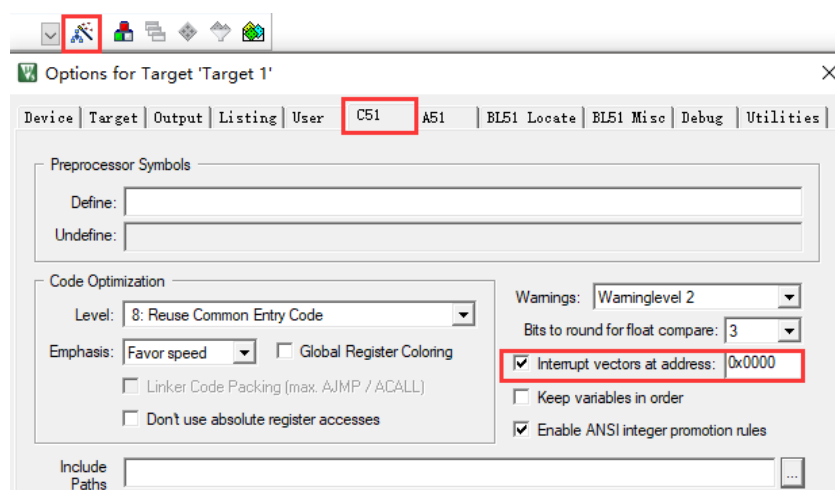 Options for Target 'Target 1'
Device Target Output Listing User C51 A51 BL51 Locate BL51 Misc Debug Utilities
Preprocessor Symbols
Define:
Undefine:
Code Optimization
Level: 8: Reuse Common Entry Code
Emphasis: Favor speed Global Register Coloring
Linker Code Packing (max. AJMP / ACALL)
Don't use absolute register accesses
Warnings: Warninglevel 2
Bits to round for float compare: 3
Interrupt vectors at address: 0x0000
Keep variables in order
Enable ANSI integer promotion rules
Include
Paths
...